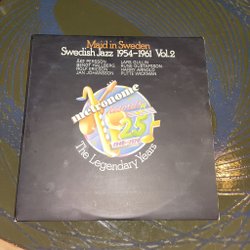 Maid in Sweden
Swedish Jazz 1954-1961 Vol.2
ÅKE PERSSON
BENGT HALLBERG
ROLF ERICSON
JAN JOHANSSON
LARS GULLIN
RUNE GUSTAFSSON
HARRY ARNOLD
PUTTE WICKMAN
metronome
25
The Legendary Years